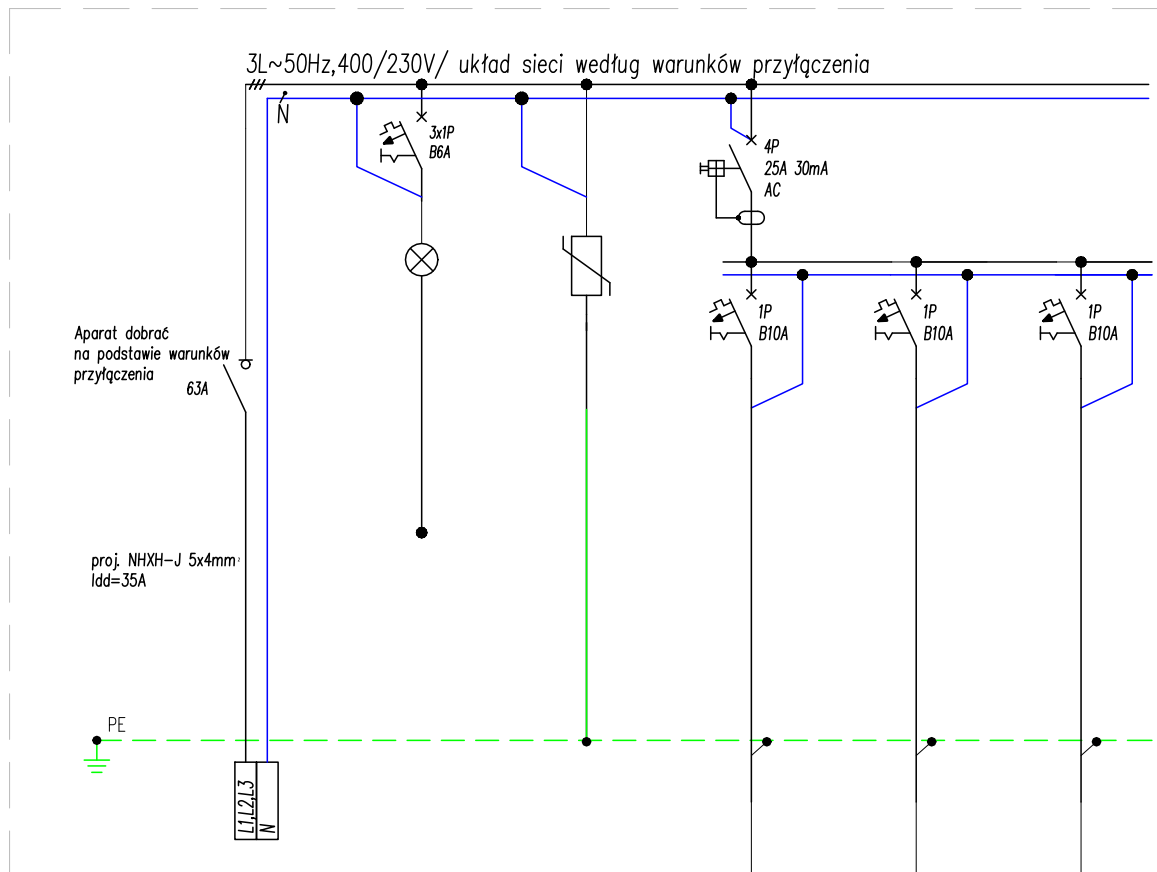 3L~50Hz,400/230V/ układ sieci według warunków przyłączenia
N
3x1P
B6A
4P
25A 30mA
AC
1P
B10A
1P
B10A
1P
B10A
Aparat dobrać
na podstawie warunków
przyłączenia
63A
proj. NHXH-J 5x4mm²
Idd=35A
PE
L1,L2,L3
N